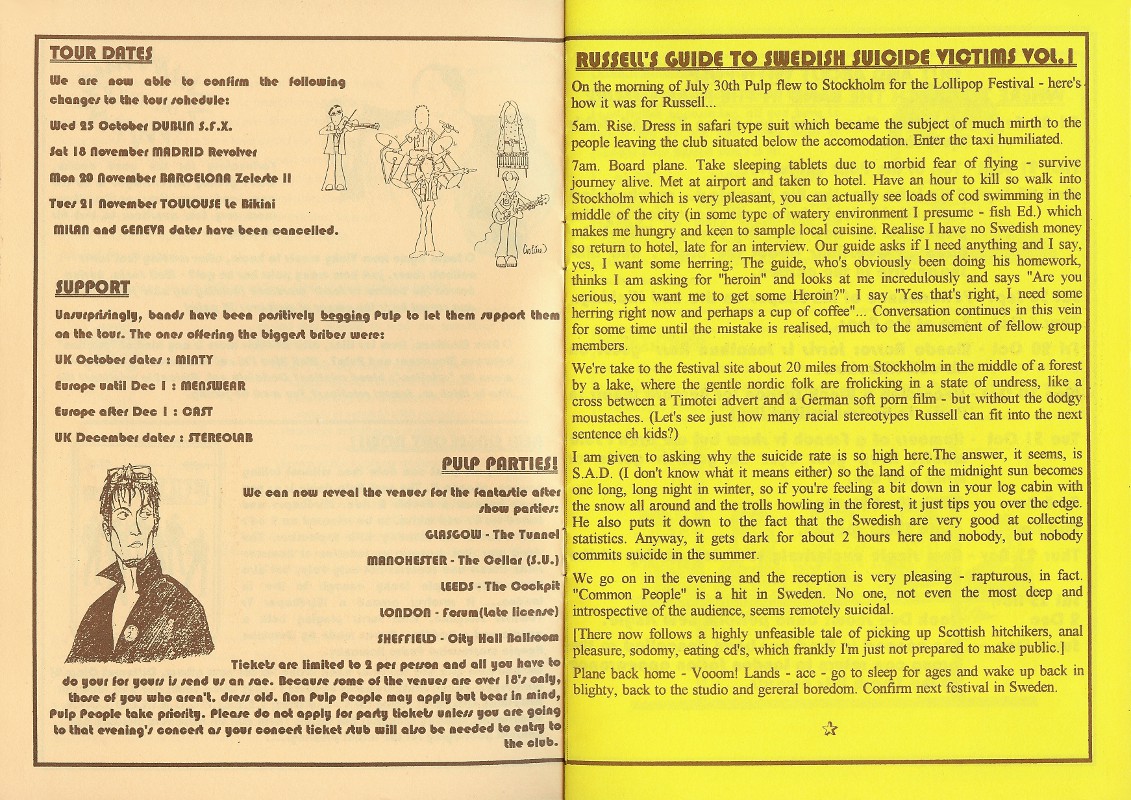 TOUR DATES
We are now able to confirm the following
changes to the tour schedule:
Wed 25 October DUBLIN S.F.X.
Sat 18 November MADRID Revolver
Mon 20 November BARCELONA Zeleste II
Tues 21 November TOULOUSE Le Bikini
MILAN and GENEVA dates have been cancelled.
SUPPORT
Unsurprisingly, bands have been positively begging Pulp to let them support them
on the tour. The ones offering the biggest bribes were:
UK October dates : MINTY
Europe until Dec 1 : MENSWEAR
Europe after Dec 1 : CAST
UK December dates : STEREOLAB
PULP PARTIES!
We can now reveal the venues for the fantastic after
show parties:
GLASGOW - The Tunnel
MANCHESTER - The Cellar (S.U.)
LEEDS - The Cockpit
LONDON - Forum(late license)
SHEFFIELD - City Hall Ballroom
Tickets are limited to 2 per person and all you have to
do your for yours is send us an sae. Because some of the venues are over 18's only,
those of you who aren't, dress old. Non Pulp People may apply but bear in mind,
Pulp People take priority. Please do not apply for party tickets unless you are going
to that evening's concert as your concert ticket stub will also be needed to entry to
the club.
RUSSELL'S GUIDE TO SWEDISH SUICIDE VICTIMS VOL.1
On the morning of July 30th Pulp flew to Stockholm for the Lollipop Festival - here's
how it was for Russell...
5am. Rise. Dress in safari type suit which became the subject of much mirth to the
people leaving the club situated below the accomodation. Enter the taxi humiliated.
7am. Board plane. Take sleeping tablets due to morbid fear of flying - survive
journey alive. Met at airport and taken to hotel. Have an hour to kill so walk into
Stockholm which is very pleasant, you can actually see loads of cod swimming in the
middle of the city (in some type of watery environment I presume - fish Ed.) which
makes me hungry and keen to sample local cuisine. Realise I have no Swedish money
so return to hotel, late for an interview. Our guide asks if I need anything and I say,
yes, I want some herring; The guide, who's obviously been doing his homework,
thinks I am asking for "heroin" and looks at me incredulously and says "Are you
serious, you want me to get some Heroin?". I say "Yes that's right, I need some
herring right now and perhaps a cup of coffee"... Conversation continues in this vein
for some time until the mistake is realised, much to the amusement of fellow group
members.
We're take to the festival site about 20 miles from Stockholm in the middle of a forest
by a lake, where the gentle nordic folk are frolicking in a state of undress, like a
cross between a Timotei advert and a German soft porn film - but without the dodgy
moustaches. (Let's see just how many racial stereotypes Russell can fit into the next
sentence eh kids?)
I am given to asking why the suicide rate is so high here.The answer, it seems, is
S.A.D. (I don't know what it means either) so the land of the midnight sun becomes
one long, long night in winter, so if you're feeling a bit down in your log cabin with
the snow all around and the trolls howling in the forest, it just tips you over the edge.
He also puts it down to the fact that the Swedish are very good at collecting
statistics. Anyway, it gets dark for about 2 hours here and nobody, but nobody
commits suicide in the summer.
We go on in the evening and the reception is very pleasing - rapturous, in fact.
"Common People" is a hit in Sweden. No one, not even the most deep and
introspective of the audience, seems remotely suicidal.
[There now follows a highly unfeasible tale of picking up Scottish hitchikers, anal
pleasure, sodomy, eating cd's, which frankly I'm just not prepared to make public.]
Plane back home - Vooom! Lands - ace - go to sleep for ages and wake up back in
blighty, back to the studio and gereral boredom. Confirm next festival in Sweden.